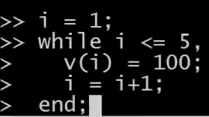 >> i = 1;
>> while i <= 5,
>    v(i) = 100;
>    i = i+1;
>  end;